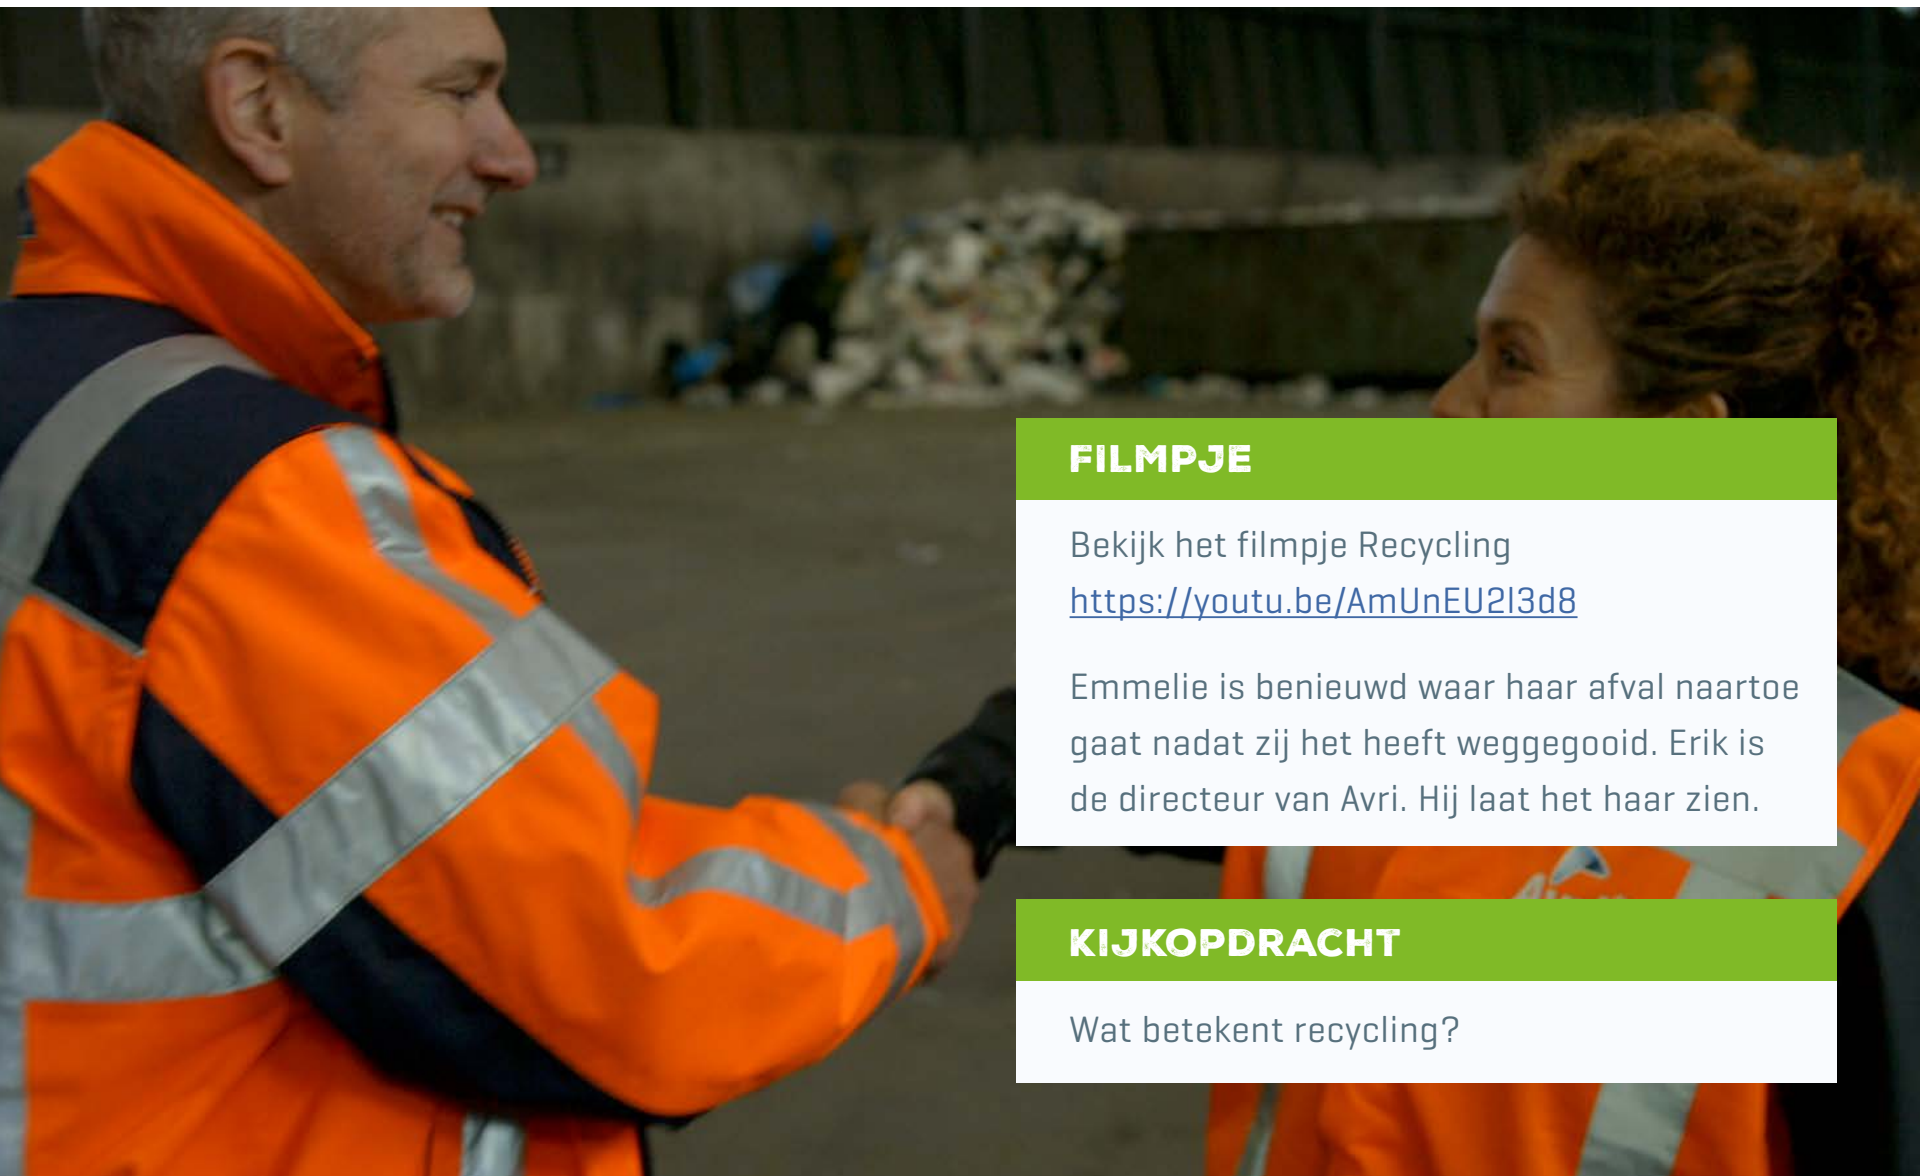 FILMPJE
Bekijk het filmpje Recycling
https://youtu.be/AmUnEU2I3d8
Emmelie is benieuwd waar haar afval naartoe
gaat nadat zij het heeft weggegooid. Erik is
de directeur van Avri. Hij laat het haar zien.
KIJKOPDRACHT
Wat betekent recycling?